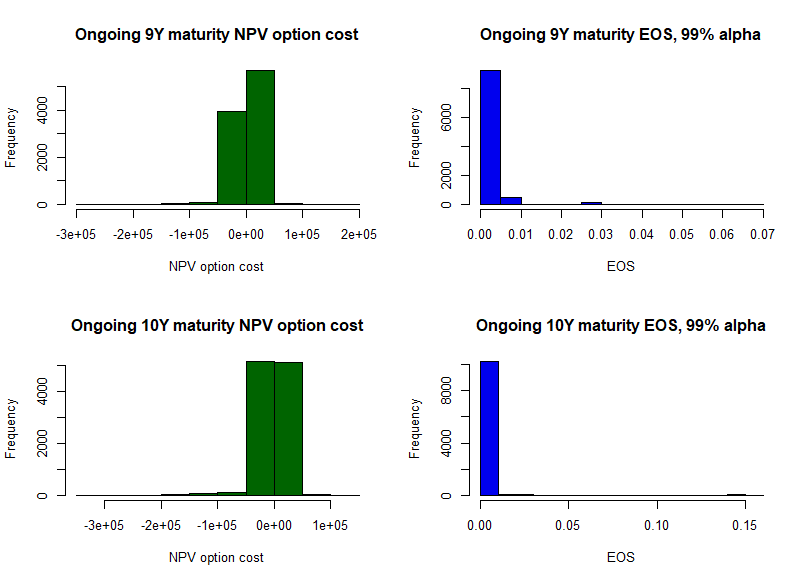 Ongoing 9Y maturity NPV option cost
Frequency
0 2000 4000
-3e+05 -2e+05 -1e+05 0e+00 1e+05 2e+05
NPV option cost
Ongoing 9Y maturity EOS, 99% alpha
Frequency
0 2000 6000
0.00 0.01 0.02 0.03 0.04 0.05 0.06 0.07
EOS
Ongoing 10Y maturity NPV option cost
Frequency
0 2000 4000
-3e+05 -2e+05 -1e+05 0e+00 1e+05
NPV option cost
Ongoing 10Y maturity EOS, 99% alpha
Frequency
0 4000 8000
0.00 0.05 0.10 0.15
EOS